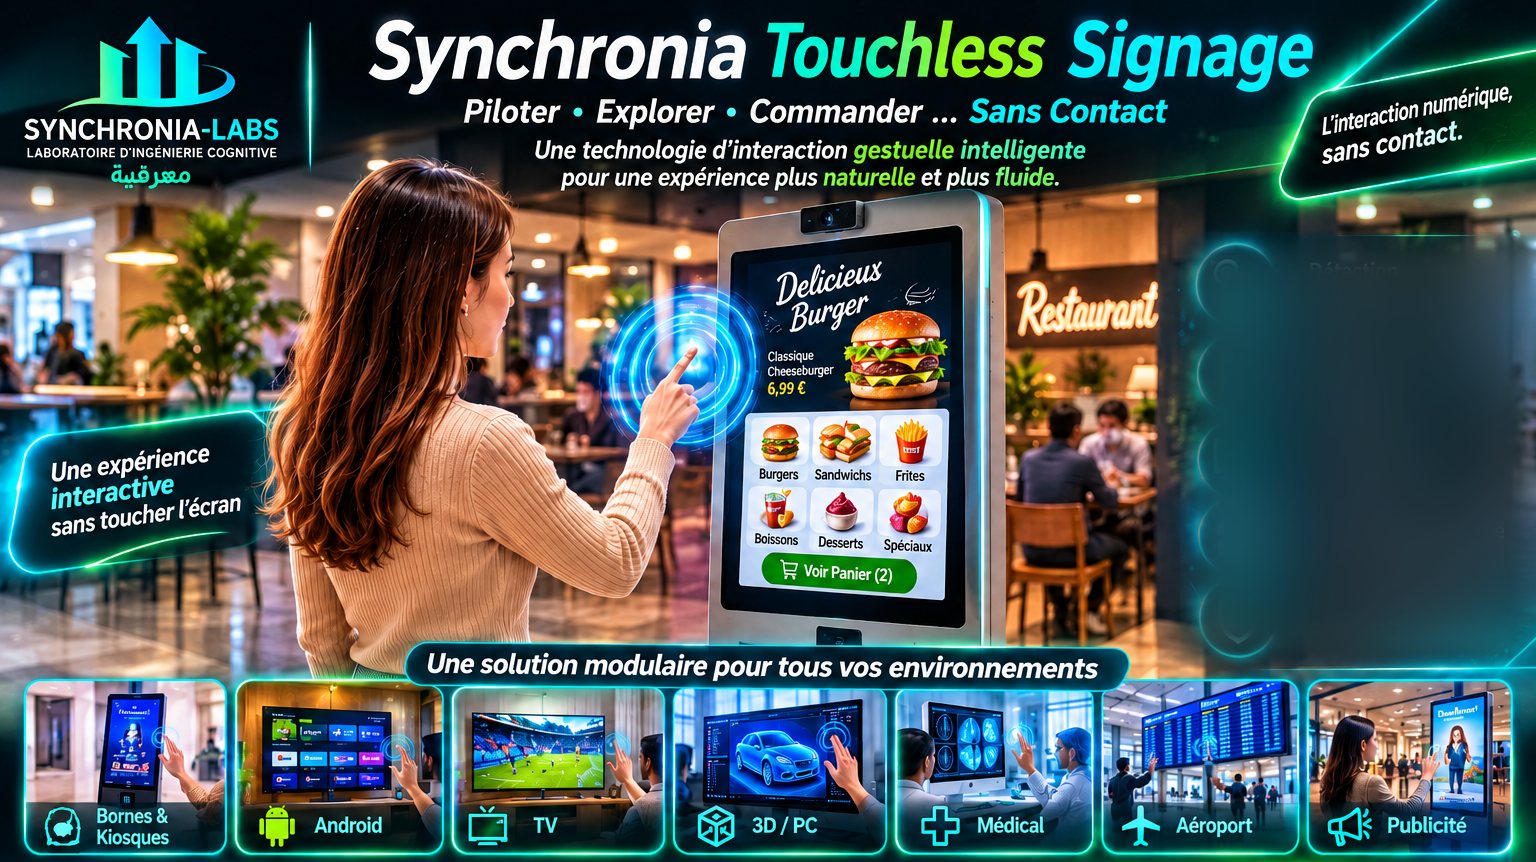 SYNCHRONIA-LABS
LABORATOIRE D'INGÉNIERIE COGNITIVE
معرقية
Synchronia Touchless Signage
Piloter • Explorer • Commander ... Sans Contact
Une technologie d'interaction gestuelle intelligente
pour une expérience plus naturelle et plus fluide.
L'interaction numérique,
sans contact.
Détection
Delicieux
Burger
Classique
Cheeseburger
6,99 €
Restaurant
Burgers
Sandwichs
Frites
Boissons
Desserts
Spéciaux
Voir Panier (2)
Une expérience
interactive
sans toucher l'écran
Une solution modulaire pour tous vos environnements
Bornes &
Kiosques
Android
TV
3D / PC
Médical
Aéroport
Publicité